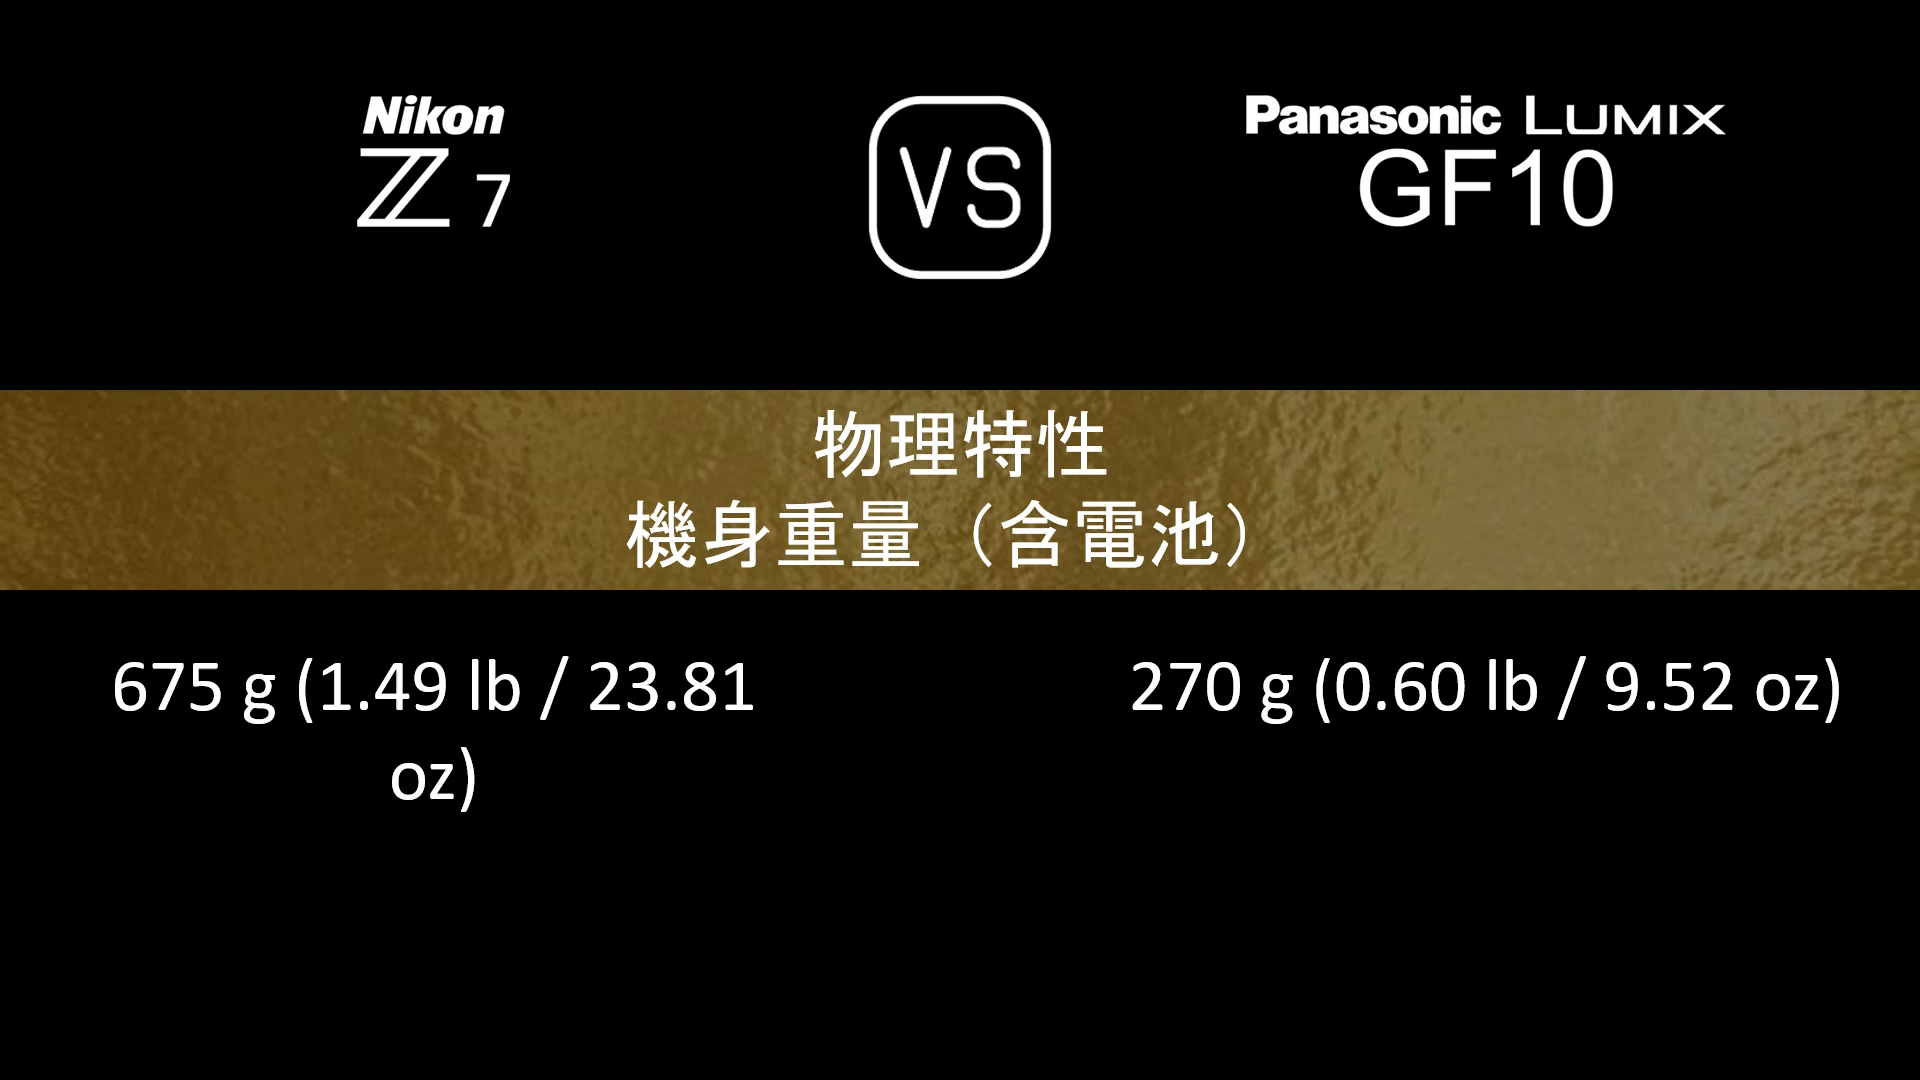 Nikon
Z 7
VS
Panasonic LUMIX
GF10
物理特性
機身重量（含電池）
675 g (1.49 lb / 23.81
oz)
270 g (0.60 lb / 9.52 oz)